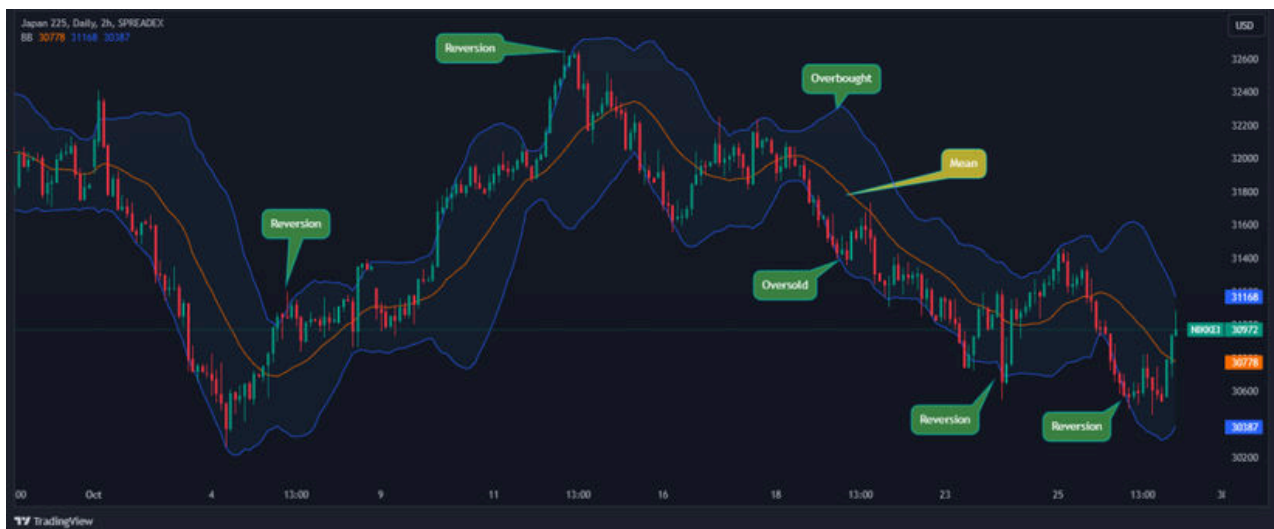 Japan 225, Daily, 2h, SPREADEX
BB 30778 31168 30387
USD
Reversion
Overbought
Mean
Reversion
Oversold
Reversion
Reversion
32600
32400
32200
32000
31800
31600
31400
31168
NIKKEI 30972
30778
30600
30387
30200
:00 Oct 4 13:00 9 11 13:00 16 18 13:00 23 25 13:00
TradingView